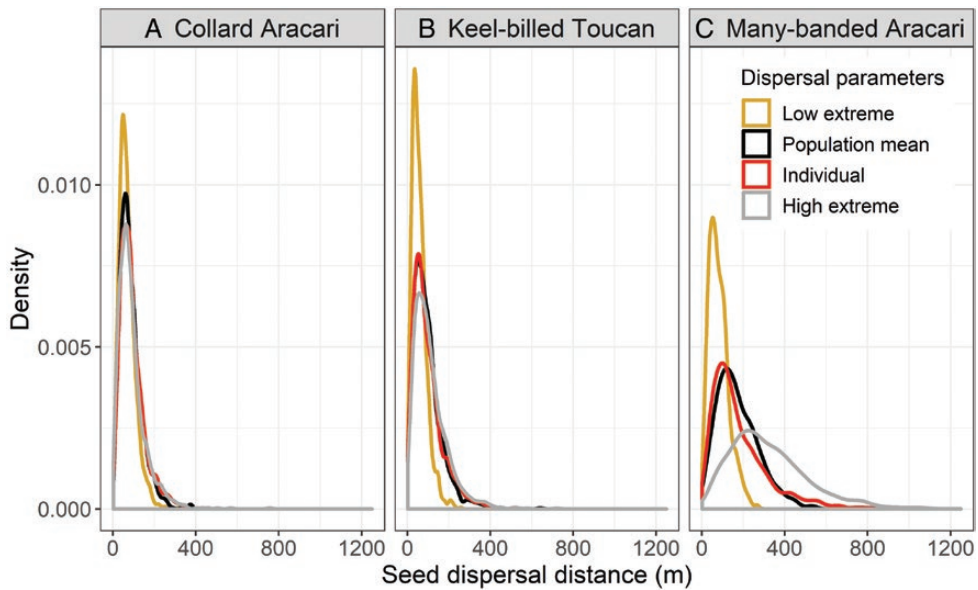 A Collard Aracari
B Keel-billed Toucan
C Many-banded Aracari
Dispersal parameters
Low extreme
Population mean
Individual
High extreme
Density
0.010
0.005
0.000
0 400 800 1200
0 400 800 1200
0 400 800 1200
Seed dispersal distance (m)